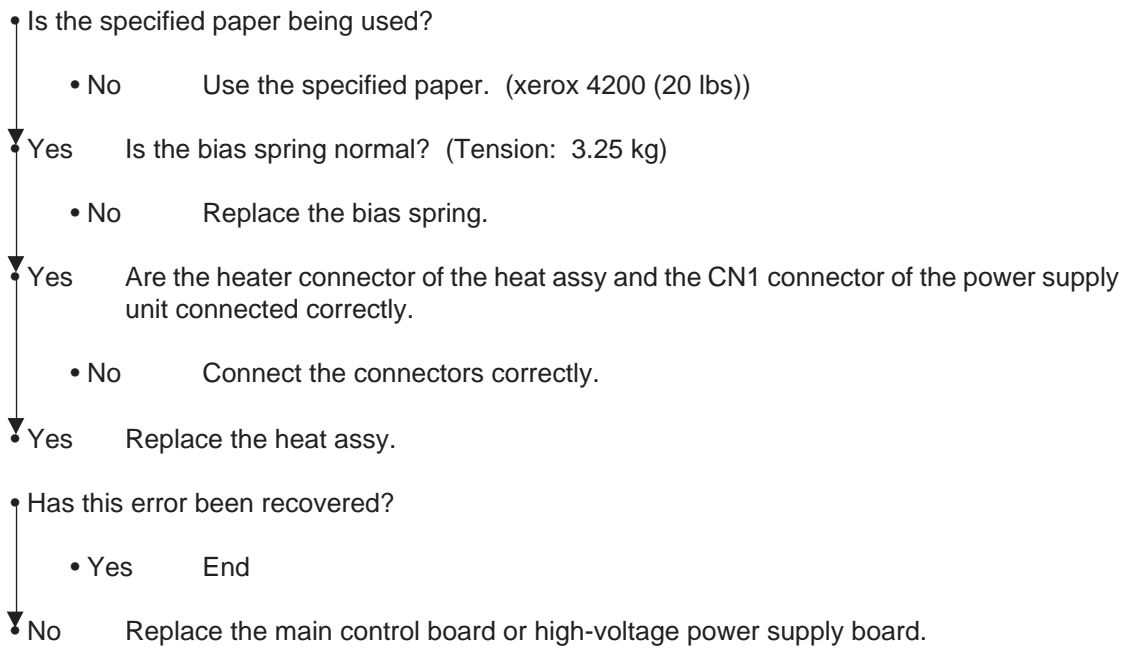 • Is the specified paper being used?
• No Use the specified paper. (xerox 4200 (20 lbs))
• Yes Is the bias spring normal? (Tension: 3.25 kg)
• No Replace the bias spring.
• Yes Are the heater connector of the heat assy and the CN1 connector of the power supply
unit connected correctly.
• No Connect the connectors correctly.
• Yes Replace the heat assy.
• Has this error been recovered?
• Yes End
• No Replace the main control board or high-voltage power supply board.